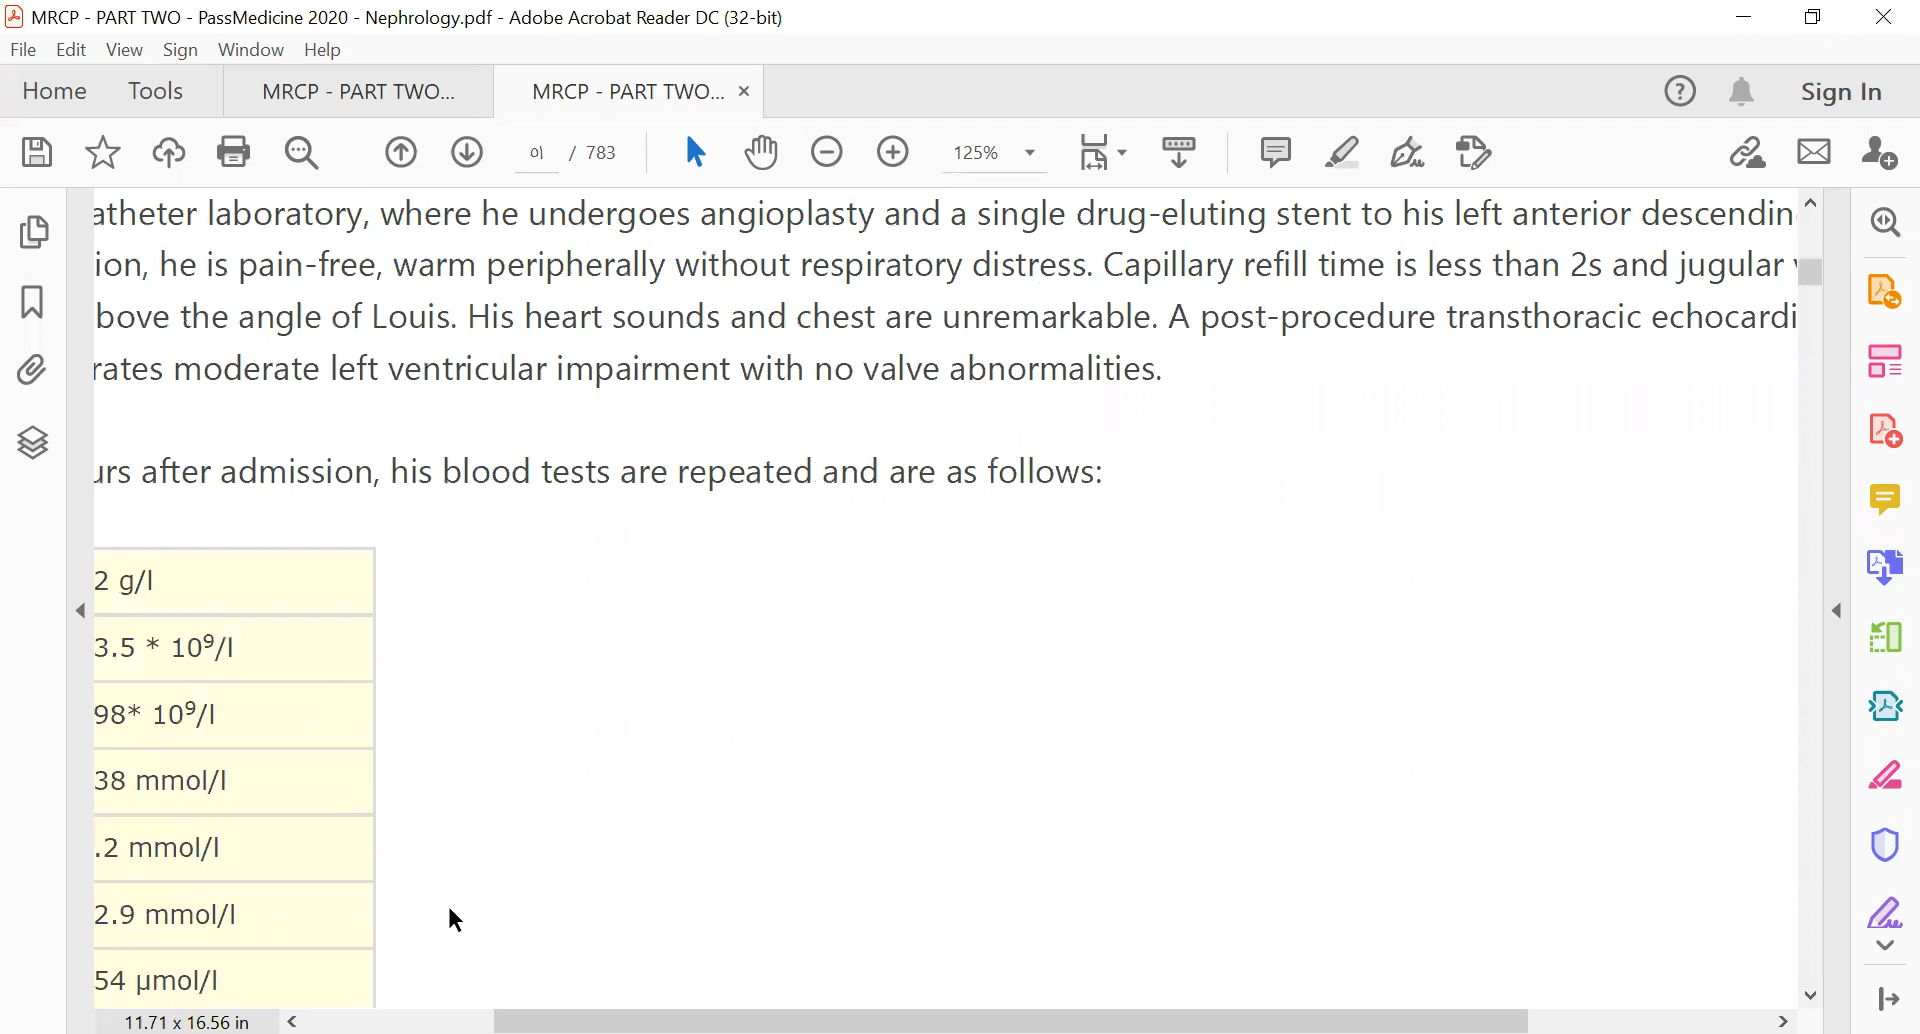 MRCP - PART TWO - PassMedicine 2020 - Nephrology.pdf - Adobe Acrobat Reader DC (32-bit)
File Edit View Sign Window Help
Home Tools MRCP - PART TWO... MRCP - PART TWO... × Sign In
/ 783 125%
atheter laboratory, where he undergoes angioplasty and a single drug-eluting stent to his left anterior descendin
ion, he is pain-free, warm peripherally without respiratory distress. Capillary refill time is less than 2s and jugular
bove the angle of Louis. His heart sounds and chest are unremarkable. A post-procedure transthoracic echocardi
rates moderate left ventricular impairment with no valve abnormalities.
urs after admission, his blood tests are repeated and are as follows:
2 g/l
3.5 * 10⁹/l
98* 10⁹/l
38 mmol/l
.2 mmol/l
2.9 mmol/l
54 µmol/l
11.71 x 16.56 in